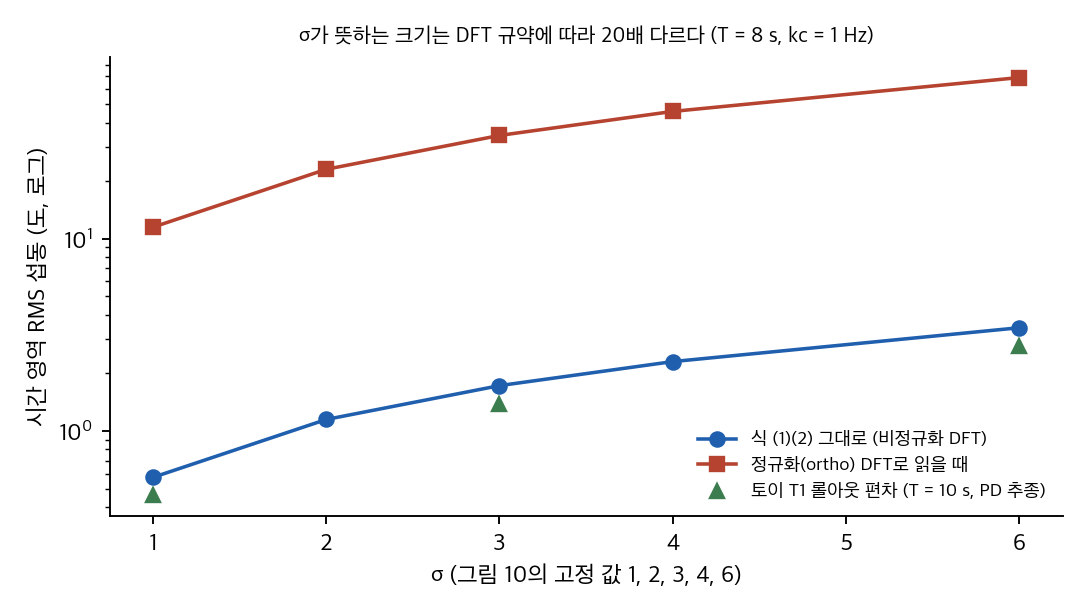 σ가 뜻하는 크기는 DFT 규약에 따라 20배 다르다 (T = 8 s, kc = 1 Hz)
시간 영역 RMS 섭동 (도, 로그)
10¹
10⁰
식 (1)(2) 그대로 (비정규화 DFT)
정규화(ortho) DFT로 읽을 때
토이 T1 롤아웃 편차 (T = 10 s, PD 추종)
1 2 3 4 5 6
σ (그림 10의 고정 값 1, 2, 3, 4, 6)